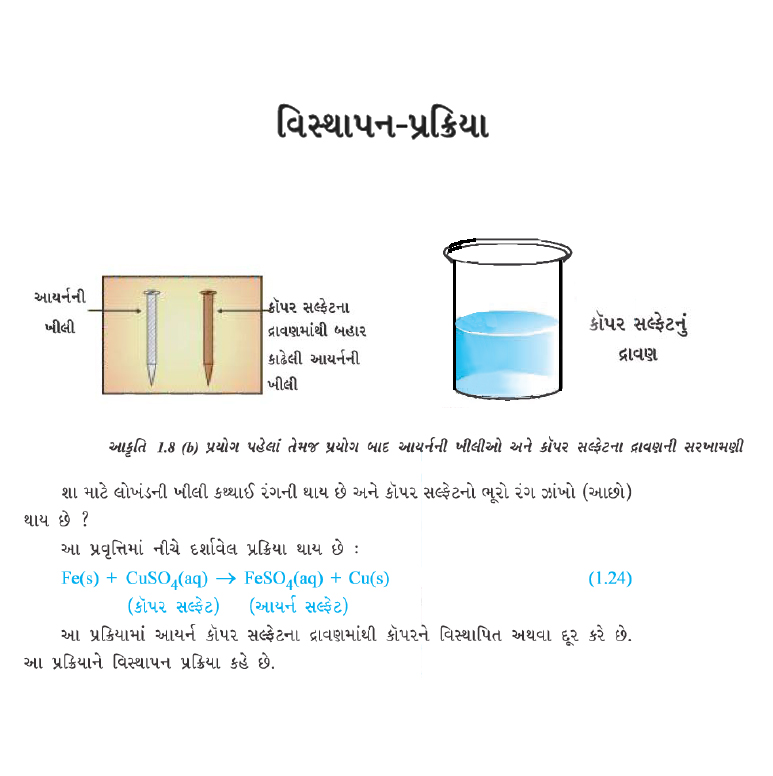 વિસ્થાપન-પ્રક્રિયા
આયર્નની
ખીલી
કૉપર સલ્ફેટના
દ્રાવણમાંથી બહાર
કાઢેલી આયર્નની
ખીલી
કૉપર સલ્ફેટનું
દ્રાવણ
આકૃતિ 1.8 (b) પ્રયોગ પહેલાં તેમજ પ્રયોગ બાદ આયર્નની ખીલીઓ અને કૉપર સલ્ફેટના દ્રાવણની સરખામણી
શા માટે લોખંડની ખીલી કથ્થાઈ રંગની થાય છે અને કૉપર સલ્ફેટનો ભૂરો રંગ ઝાંખો (આછો)
થાય છે ?
આ પ્રવૃત્તિમાં નીચે દર્શાવેલ પ્રક્રિયા થાય છે :
Fe(s) + CuSO₄(aq) → FeSO₄(aq) + Cu(s) (1.24)
(કૉપર સલ્ફેટ) (આયર્ન સલ્ફેટ)
આ પ્રક્રિયામાં આયર્ન કૉપર સલ્ફેટના દ્રાવણમાંથી કૉપરને વિસ્થાપિત અથવા દૂર કરે છે.
આ પ્રક્રિયાને વિસ્થાપન પ્રક્રિયા કહે છે.